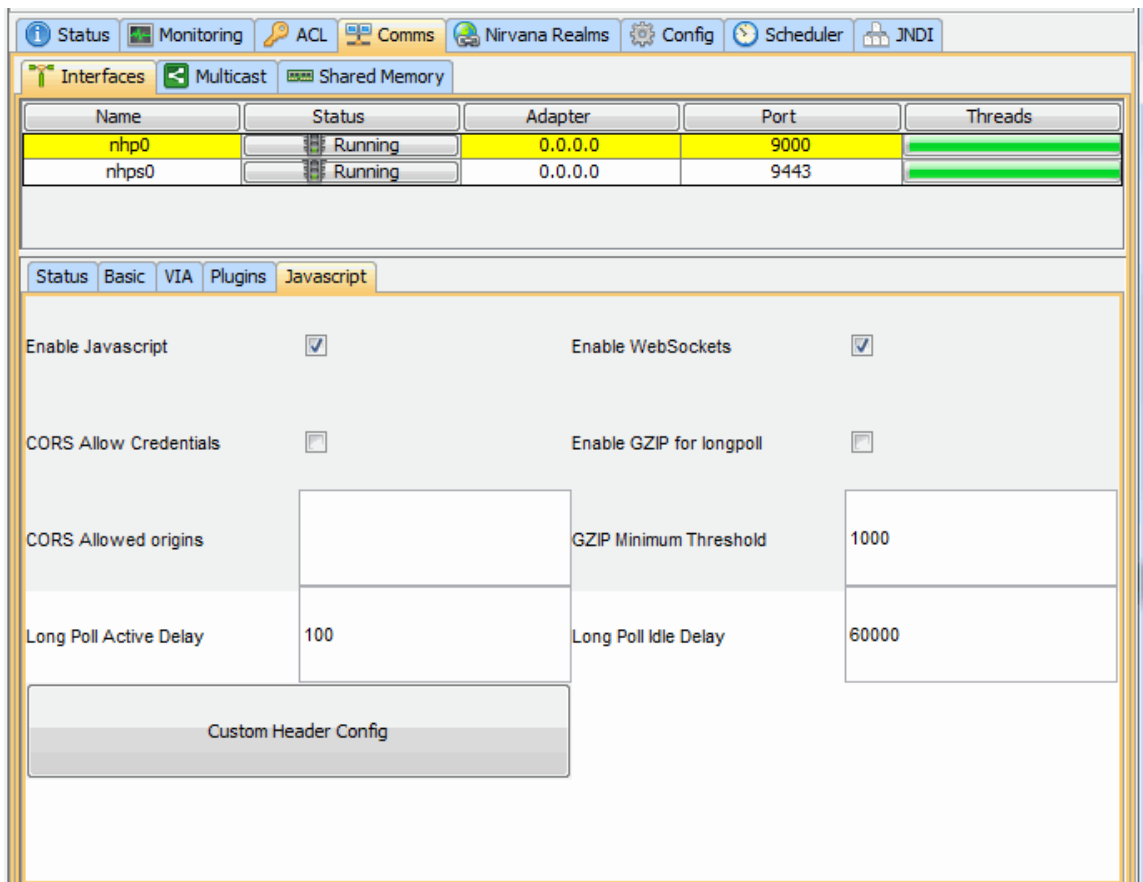 Status Monitoring ACL Comms Nirvana Realms Config Scheduler JNDI
Interfaces Multicast Shared Memory
Name Status Adapter Port Threads
nhp0 Running 0.0.0.0 9000
nhps0 Running 0.0.0.0 9443
Status Basic VIA Plugins Javascript
Enable Javascript Enable WebSockets
CORS Allow Credentials Enable GZIP for longpoll
CORS Allowed origins GZIP Minimum Threshold 1000
Long Poll Active Delay 100 Long Poll Idle Delay 60000
Custom Header Config